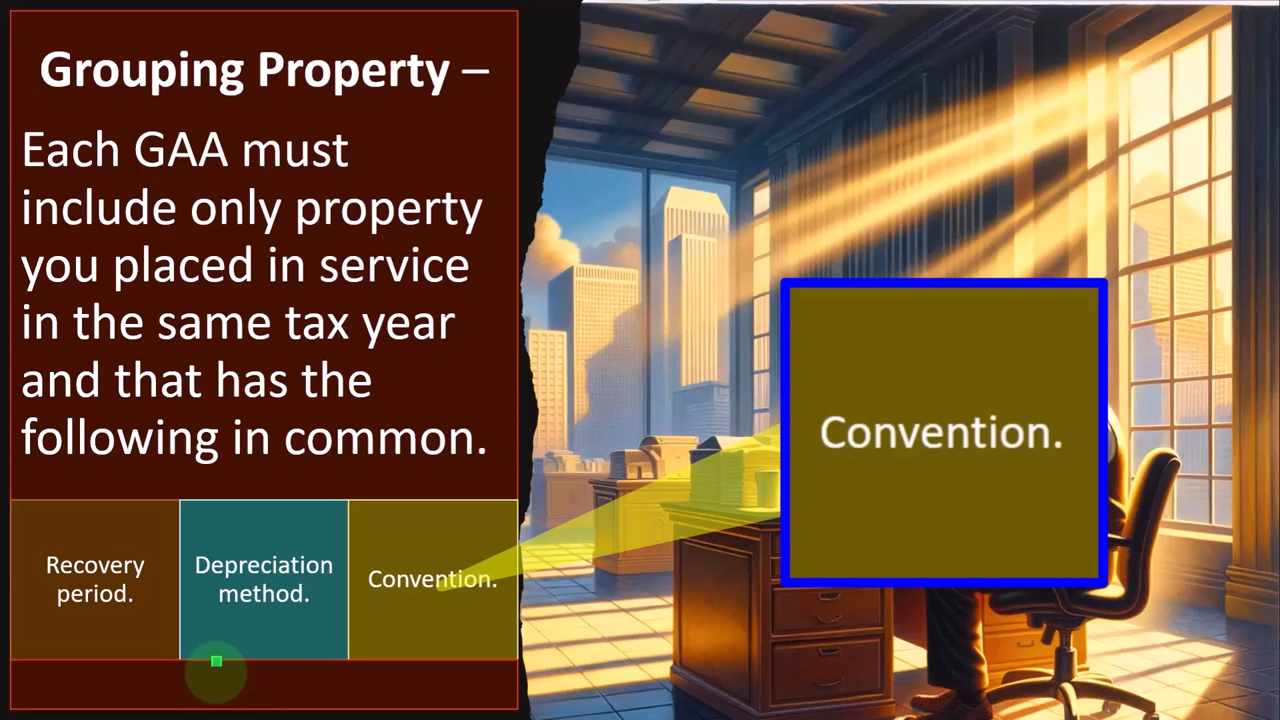 Grouping Property –
Each GAA must
include only property
you placed in service
in the same tax year
and that has the
following in common.
Recovery
period.
Depreciation
method.
Convention.
Convention.